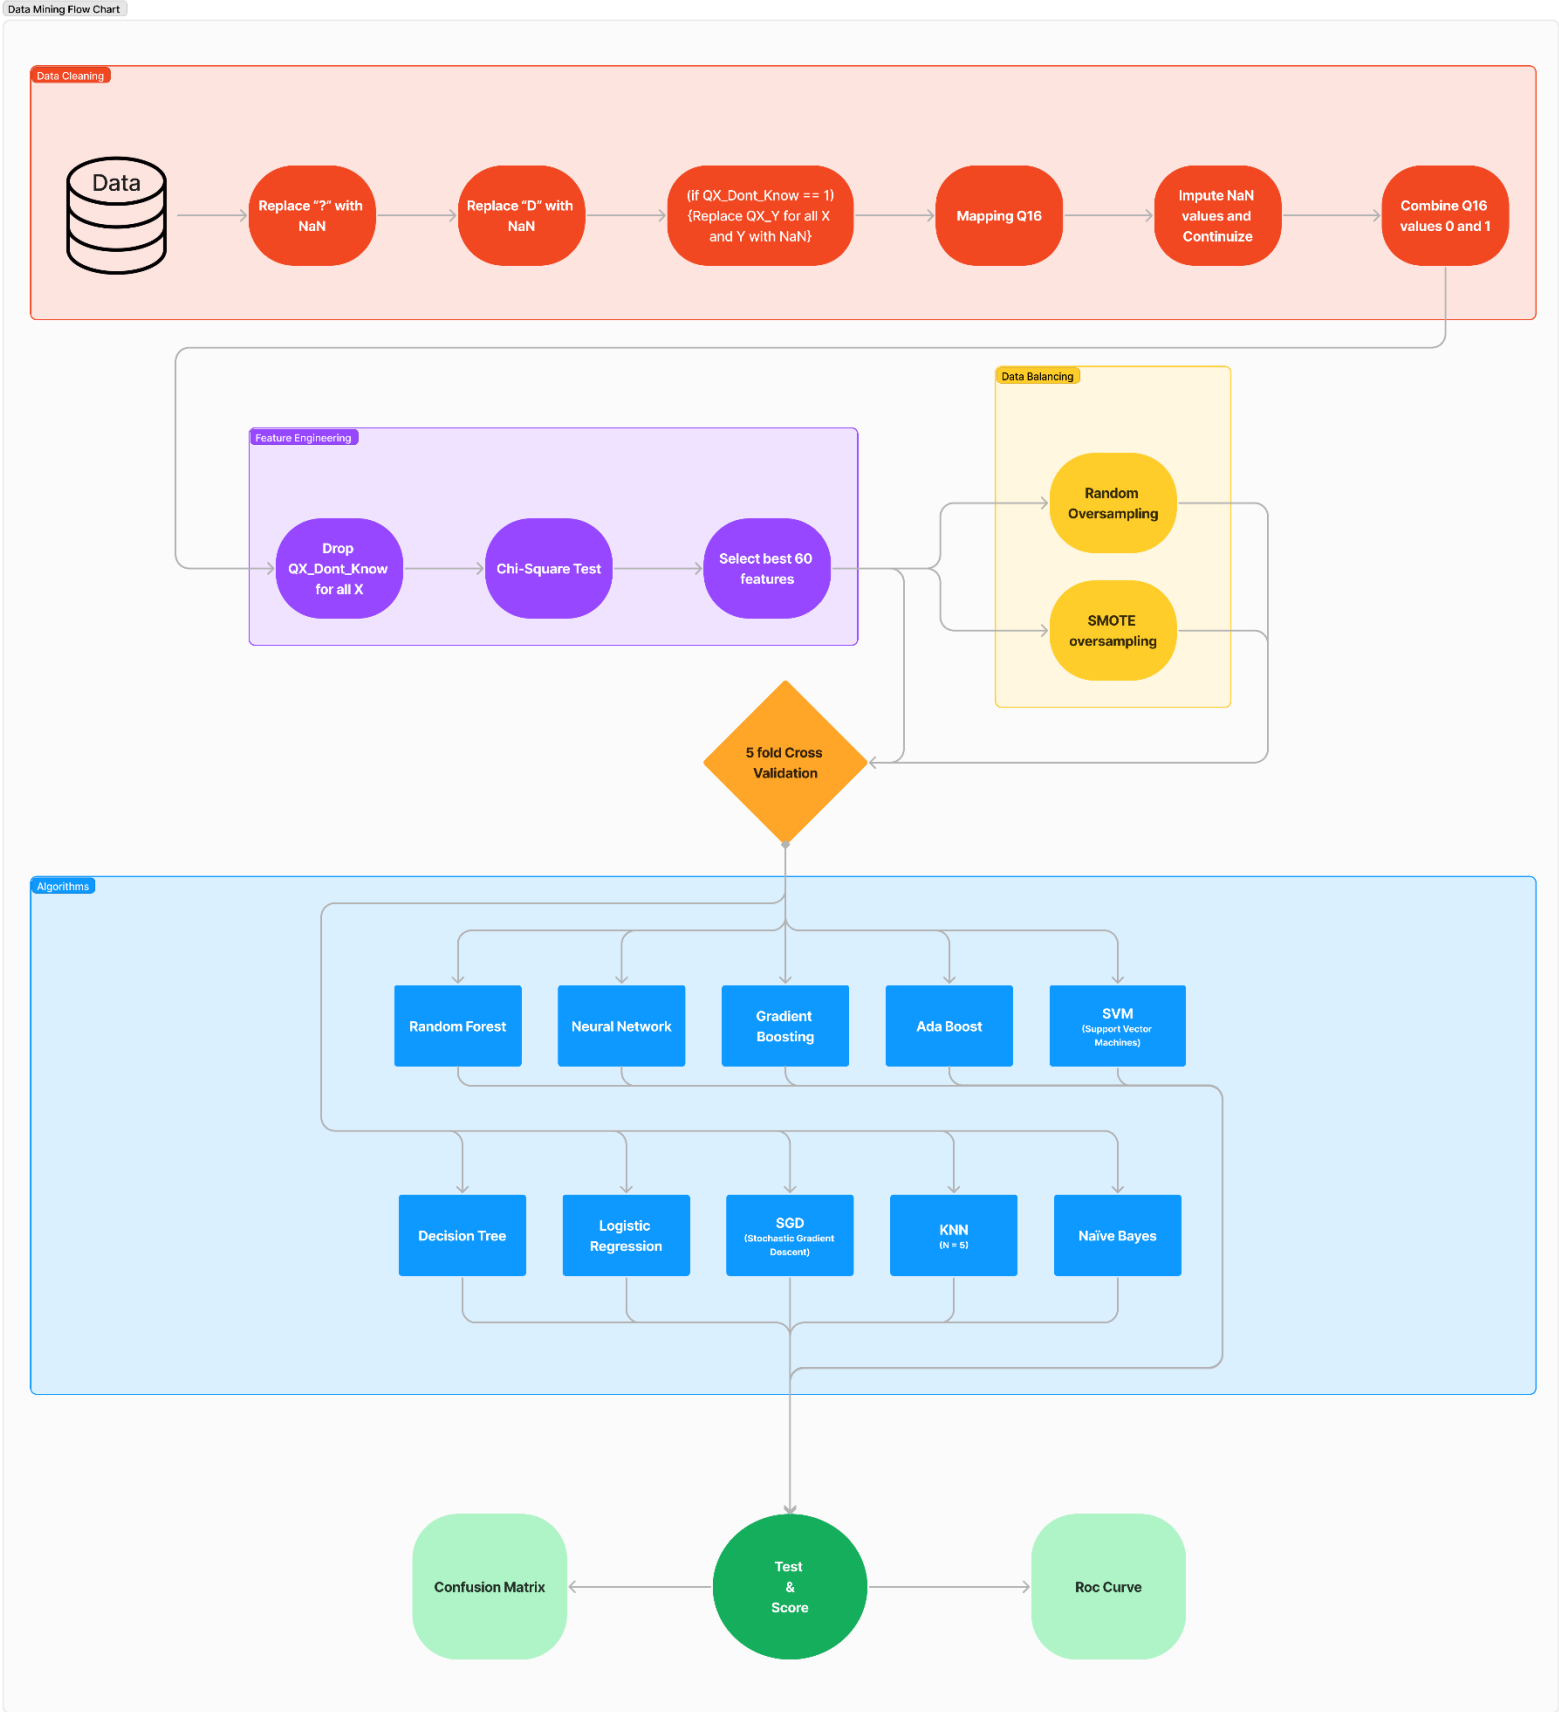 Data Mining Flow Chart
Data Cleaning
Data
Replace “?” with
NaN
Replace “D” with
NaN
(if QX_Dont_Know == 1)
{Replace QX_Y for all X
and Y with NaN}
Mapping Q16
Impute NaN
values and
Continuize
Combine Q16
values 0 and 1
Data Balancing
Feature Engineering
Random
Oversampling
Drop
QX_Dont_Know
for all X
Chi-Square Test
Select best 60
features
SMOTE
oversampling
5 fold Cross
Validation
Algorithms
Random Forest
Neural Network
Gradient
Boosting
Ada Boost
SVM
(Support Vector
Machines)
Decision Tree
Logistic
Regression
SGD
(Stochastic Gradient
Descent)
KNN
(N = 5)
Naïve Bayes
Confusion Matrix
Test
&
Score
Roc Curve